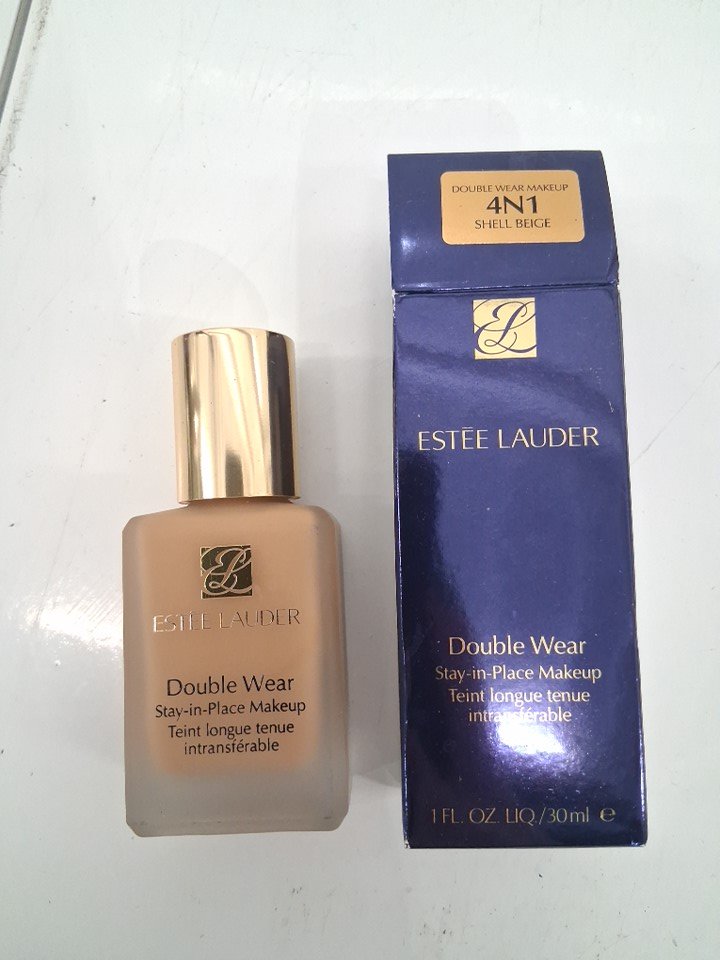 ESTĒE LAUDER
Double Wear
Stay-in-Place Makeup
Teint longue tenue
intransférable
DOUBLE WEAR MAKEUP
4N1
SHELL BEIGE
ESTĒE LAUDER
Double Wear
Stay-in-Place Makeup
Teint longue tenue
intransférable
1 FL. OZ. LIQ./30ml e